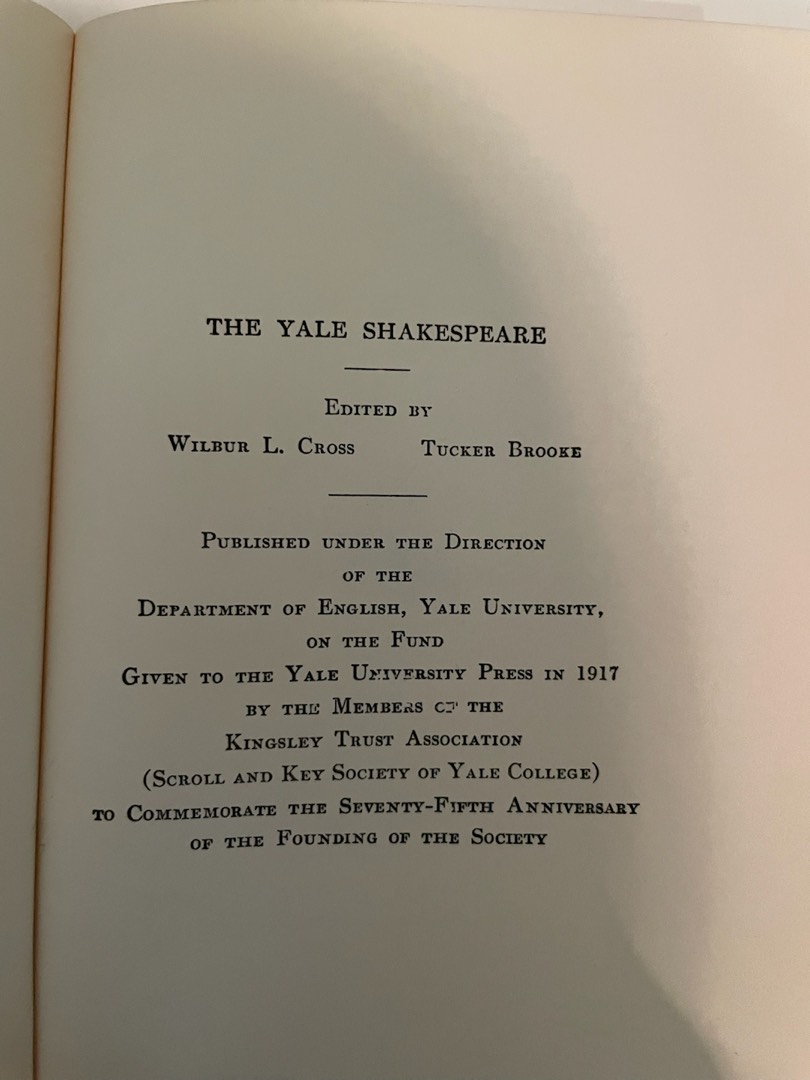 THE YALE SHAKESPEARE
EDITED BY
WILBUR L. CROSS TUCKER BROOKE
PUBLISHED UNDER THE DIRECTION
OF THE
DEPARTMENT OF ENGLISH, YALE UNIVERSITY,
ON THE FUND
GIVEN TO THE YALE UNIVERSITY PRESS IN 1917
BY THE MEMBERS OF THE
KINGSLEY TRUST ASSOCIATION
(SCROLL AND KEY SOCIETY OF YALE COLLEGE)
TO COMMEMORATE THE SEVENTY-FIFTH ANNIVERSARY
OF THE FOUNDING OF THE SOCIETY